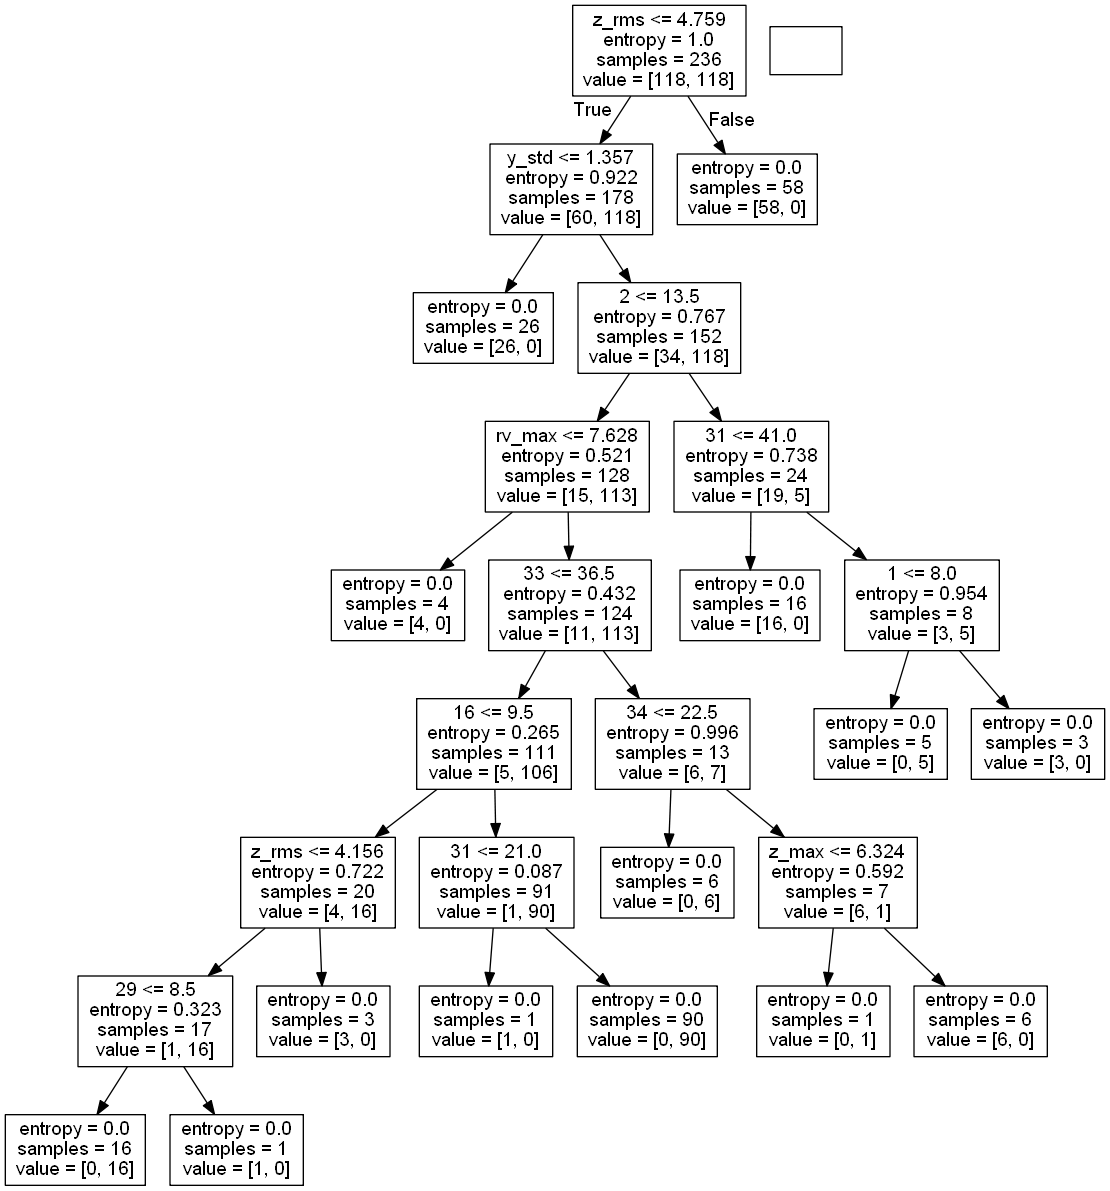 z_rms <= 4.759
entropy = 1.0
samples = 236
value = [118, 118]
True
False
y_std <= 1.357
entropy = 0.922
samples = 178
value = [60, 118]
entropy = 0.0
samples = 58
value = [58, 0]
entropy = 0.0
samples = 26
value = [26, 0]
2 <= 13.5
entropy = 0.767
samples = 152
value = [34, 118]
rv_max <= 7.628
entropy = 0.521
samples = 128
value = [15, 113]
31 <= 41.0
entropy = 0.738
samples = 24
value = [19, 5]
entropy = 0.0
samples = 4
value = [4, 0]
33 <= 36.5
entropy = 0.432
samples = 124
value = [11, 113]
entropy = 0.0
samples = 16
value = [16, 0]
1 <= 8.0
entropy = 0.954
samples = 8
value = [3, 5]
16 <= 9.5
entropy = 0.265
samples = 111
value = [5, 106]
34 <= 22.5
entropy = 0.996
samples = 13
value = [6, 7]
entropy = 0.0
samples = 5
value = [0, 5]
entropy = 0.0
samples = 3
value = [3, 0]
z_rms <= 4.156
entropy = 0.722
samples = 20
value = [4, 16]
31 <= 21.0
entropy = 0.087
samples = 91
value = [1, 90]
entropy = 0.0
samples = 6
value = [0, 6]
z_max <= 6.324
entropy = 0.592
samples = 7
value = [6, 1]
29 <= 8.5
entropy = 0.323
samples = 17
value = [1, 16]
entropy = 0.0
samples = 3
value = [3, 0]
entropy = 0.0
samples = 1
value = [1, 0]
entropy = 0.0
samples = 90
value = [0, 90]
entropy = 0.0
samples = 1
value = [0, 1]
entropy = 0.0
samples = 6
value = [6, 0]
entropy = 0.0
samples = 16
value = [0, 16]
entropy = 0.0
samples = 1
value = [1, 0]